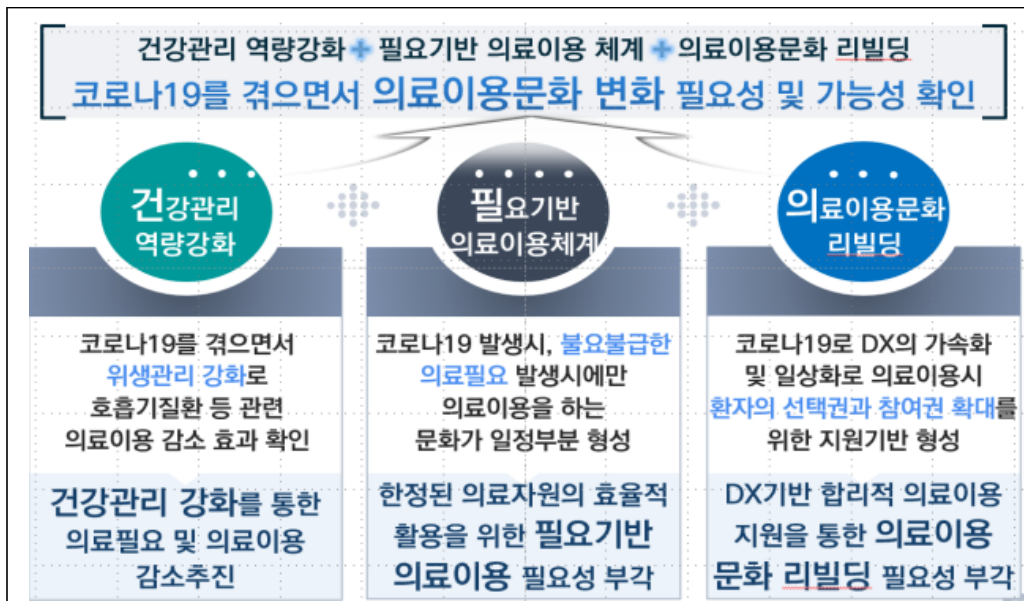 건강관리 역량강화 + 필요기반 의료이용 체계 + 의료이용문화 리빌딩
코로나19를 겪으면서 의료이용문화 변화 필요성 및 가능성 확인
건강관리
역량강화
필요기반
의료이용체계
의료이용문화
리빌딩
코로나19를 겪으면서
위생관리 강화로
호흡기질환 등 관련
의료이용 감소 효과 확인
건강관리 강화를 통한
의료필요 및 의료이용
감소추진
코로나19 발생시, 불요불급한
의료필요 발생시에만
의료이용을 하는
문화가 일정부분 형성
한정된 의료자원의 효율적
활용을 위한 필요기반
의료이용 필요성 부각
코로나19로 DX의 가속화
및 일상화로 의료이용시
환자의 선택권과 참여권 확대를
위한 지원기반 형성
DX기반 합리적 의료이용
지원을 통한 의료이용
문화 리빌딩 필요성 부각